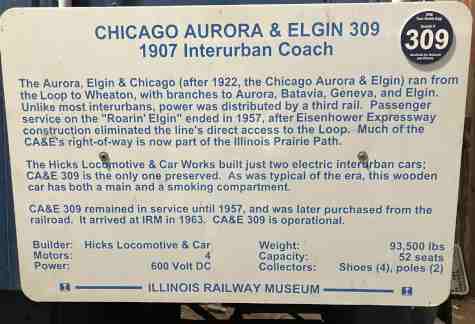 CHICAGO AURORA & ELGIN 309
1907 Interurban Coach
309
The Aurora, Elgin & Chicago (after 1922, the Chicago Aurora & Elgin) ran from
the Loop to Wheaton, with branches to Aurora, Batavia, Geneva, and Elgin.
Unlike most interurbans, power was distributed by a third rail. Passenger
service on the "Roarin' Elgin" ended in 1957, after Eisenhower Expressway
construction eliminated the line's direct access to the Loop. Much of the
CA&E's right-of-way is now part of the Illinois Prairie Path.
The Hicks Locomotive & Car Works built just two electric interurban cars;
CA&E 309 is the only one preserved. As was typical of the era, this wooden
car has both a main and a smoking compartment.
CA&E 309 remained in service until 1957, and was later purchased from the
railroad. It arrived at IRM in 1963. CA&E 309 is operational.
Builder: Hicks Locomotive & Car Weight: 93,500 lbs
Motors: 4 Capacity: 52 seats
Power: 600 Volt DC Collectors: Shoes (4), poles (2)
ILLINOIS RAILWAY MUSEUM